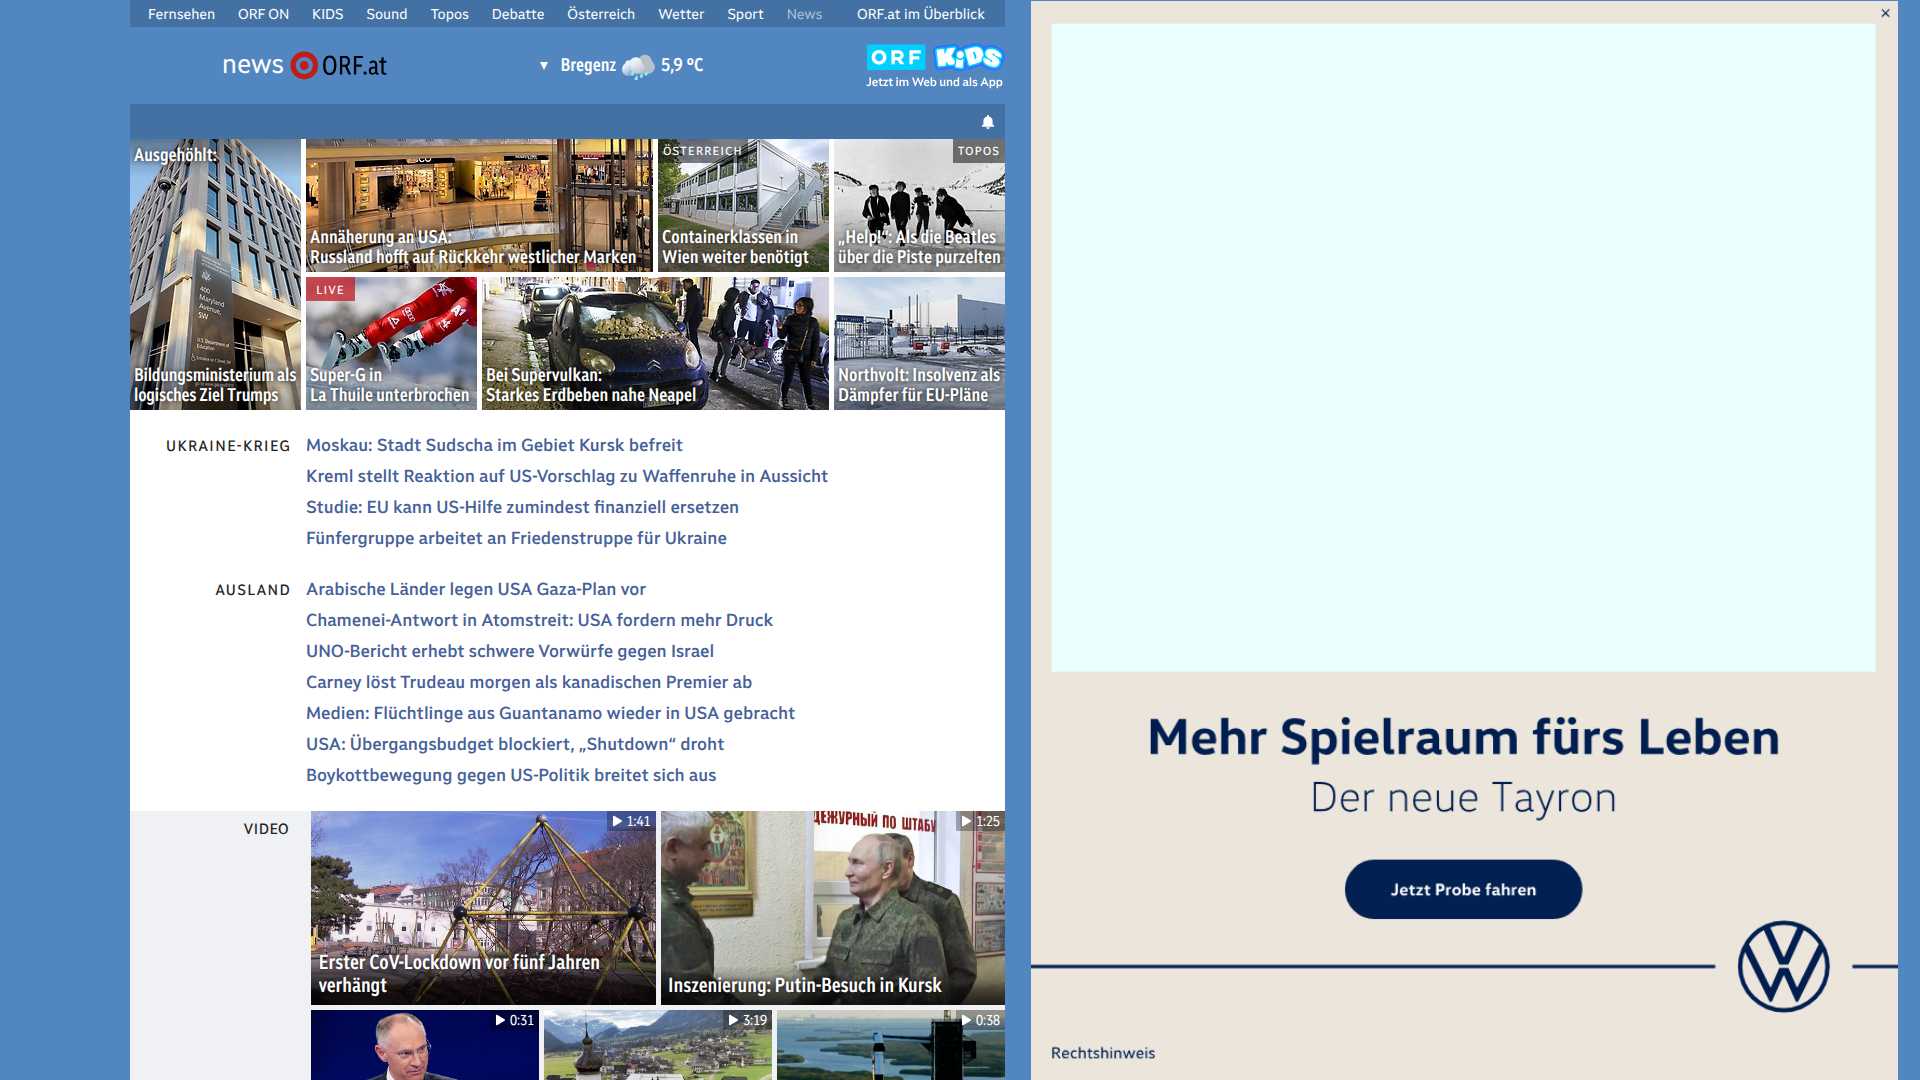 Fernsehen ORF ON KIDS Sound Topos Debatte Österreich Wetter Sport News ORF.at im Überblick
news ORF.at
▼ Bregenz 5,9 °C
ORF KiDS
Jetzt im Web und als App
Ausgehöhlt:
400
Maryland
Avenue,
SW
U.S. Department of
Education
Bildungsministerium als
logisches Ziel Trumps
Annäherung an USA:
Russland hofft auf Rückkehr westlicher Marken
ÖSTERREICH
Containerklassen in
Wien weiter benötigt
TOPOS
„Help!“: Als die Beatles
über die Piste purzelten
LIVE
Super-G in
La Thuile unterbrochen
Bei Supervulkan:
Starkes Erdbeben nahe Neapel
Northvolt: Insolvenz als
Dämpfer für EU-Pläne
UKRAINE-KRIEG
Moskau: Stadt Sudscha im Gebiet Kursk befreit
Kreml stellt Reaktion auf US-Vorschlag zu Waffenruhe in Aussicht
Studie: EU kann US-Hilfe zumindest finanziell ersetzen
Fünfergruppe arbeitet an Friedenstruppe für Ukraine
AUSLAND
Arabische Länder legen USA Gaza-Plan vor
Chamenei-Antwort in Atomstreit: USA fordern mehr Druck
UNO-Bericht erhebt schwere Vorwürfe gegen Israel
Carney löst Trudeau morgen als kanadischen Premier ab
Medien: Flüchtlinge aus Guantanamo wieder in USA gebracht
USA: Übergangsbudget blockiert, „Shutdown“ droht
Boykottbewegung gegen US-Politik breitet sich aus
VIDEO
1:41
Erster CoV-Lockdown vor fünf Jahren
verhängt
ДЕЖУРНЫЙ ПО ШТАБУ
1:25
Inszenierung: Putin-Besuch in Kursk
0:31
3:19
0:38
Mehr Spielraum fürs Leben
Der neue Tayron
Jetzt Probe fahren
Rechtshinweis